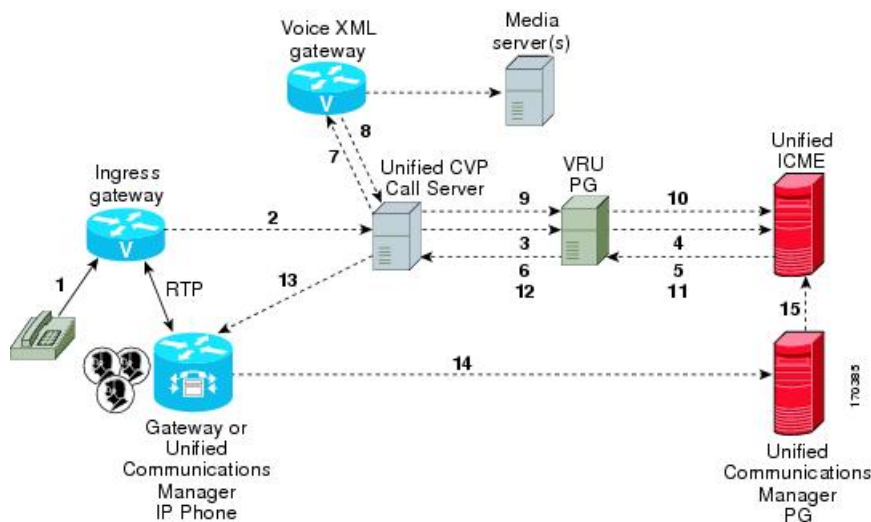 Voice XML
gateway
Media
server(s)
V
8
7
Unified CVP
Call Server
VRU
PG
Unified
ICME
Ingress
gateway
V
2
9
10
3
4
6
5
12
11
1
RTP
13
15
14
170385
Gateway or
Unified
Communications
Manager
IP Phone
Unified
Communications
Manager
PG